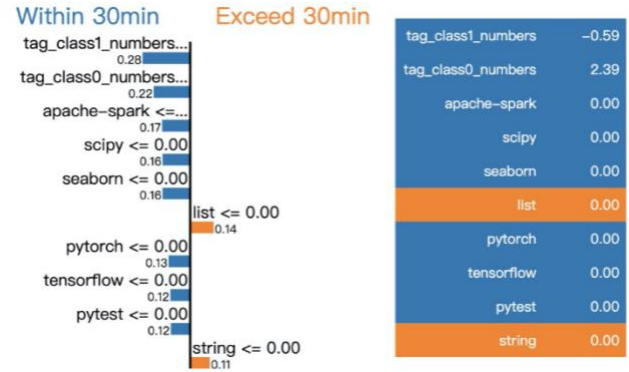 Within 30min Exceed 30min
tag_class1_numbers...
0.28
tag_class0_numbers...
0.22
apache-spark <=...
0.17
scipy <= 0.00
0.16
seaborn <= 0.00
0.16
list <= 0.00
0.14
pytorch <= 0.00
0.13
tensorflow <= 0.00
0.12
pytest <= 0.00
0.12
string <= 0.00
0.11
tag_class1_numbers -0.59
tag_class0_numbers 2.39
apache-spark 0.00
scipy 0.00
seaborn 0.00
list 0.00
pytorch 0.00
tensorflow 0.00
pytest 0.00
string 0.00